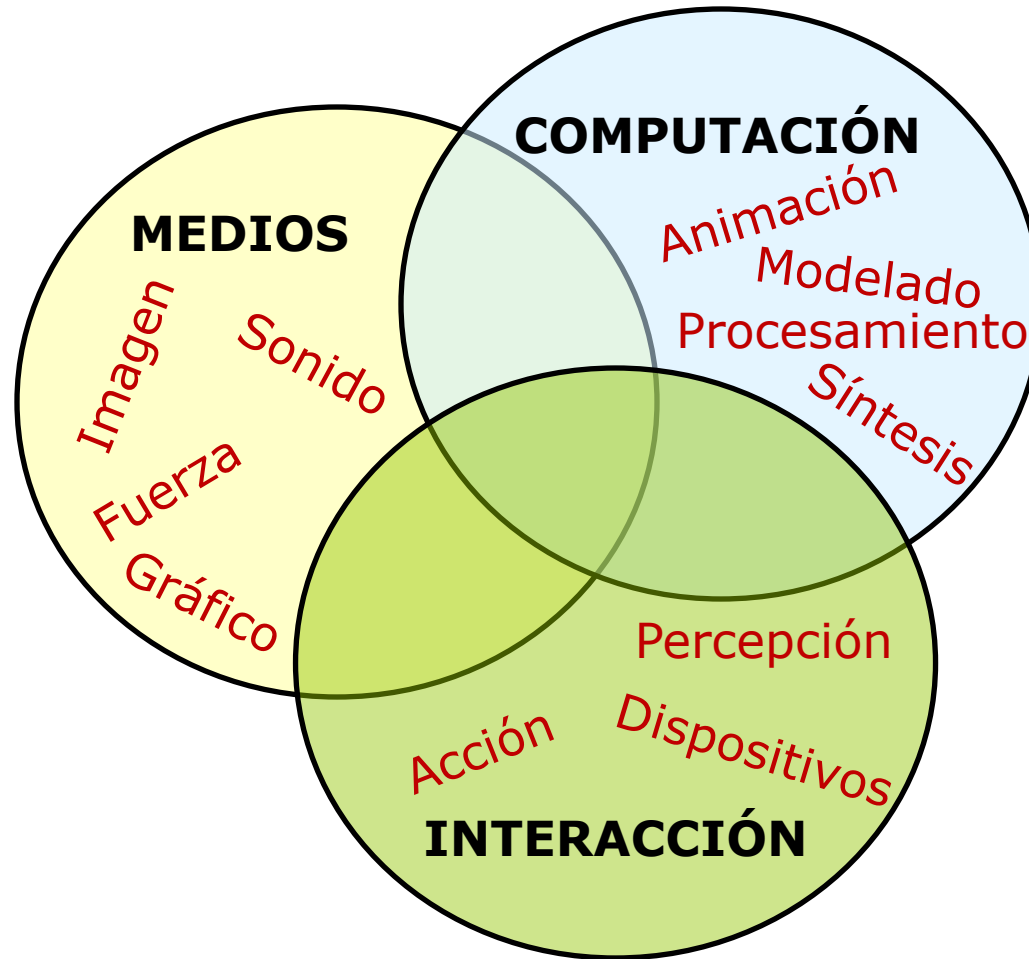 COMPUTACIÓN
Animación
Modelado
Procesamiento
Síntesis
MEDIOS
Imagen
Sonido
Fuerza
Gráfico
Percepción
Dispositivos
Acción
INTERACCIÓN